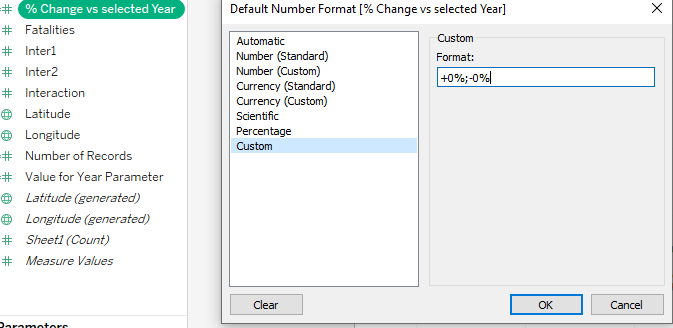 % Change vs selected Year
Fatalities
Inter1
Inter2
Interaction
Latitude
Longitude
Number of Records
Value for Year Parameter
Latitude (generated)
Longitude (generated)
Sheet1 (Count)
Measure Values
Parameters
Default Number Format [% Change vs selected Year]
Automatic
Number (Standard)
Number (Custom)
Currency (Standard)
Currency (Custom)
Scientific
Percentage
Custom
Custom
Format:
+0%;-0%
Clear
OK
Cancel